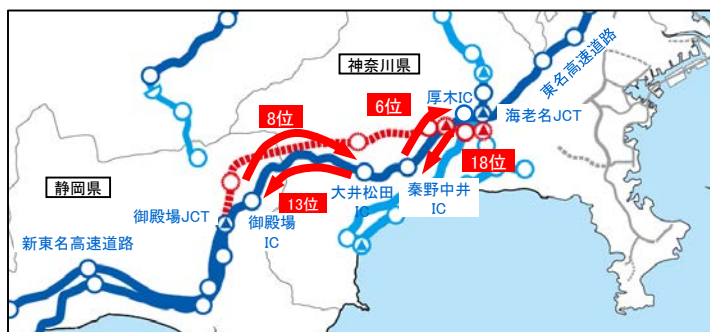 神奈川県
東名高速道路
6位
厚木IC
海老名JCT
8位
18位
静岡県
13位
大井松田
IC
秦野中井
IC
御殿場JCT
御殿場
IC
新東名高速道路